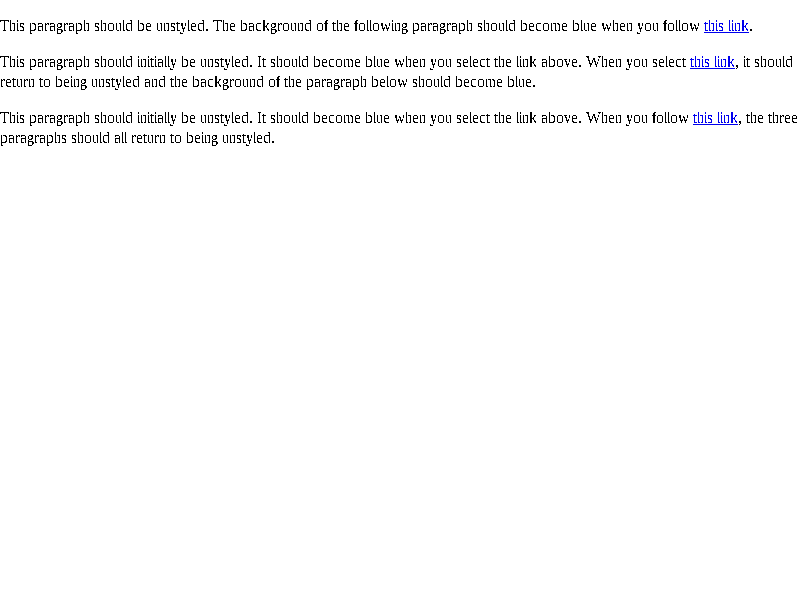 This paragraph should be unstyled. The background of the following paragraph should become blue when you follow this link.
This paragraph should initially be unstyled. It should become blue when you select the link above. When you select this link, it should
return to being unstyled and the background of the paragraph below should become blue.
This paragraph should initially be unstyled. It should become blue when you select the link above. When you follow this link, the three
paragraphs should all return to being unstyled.